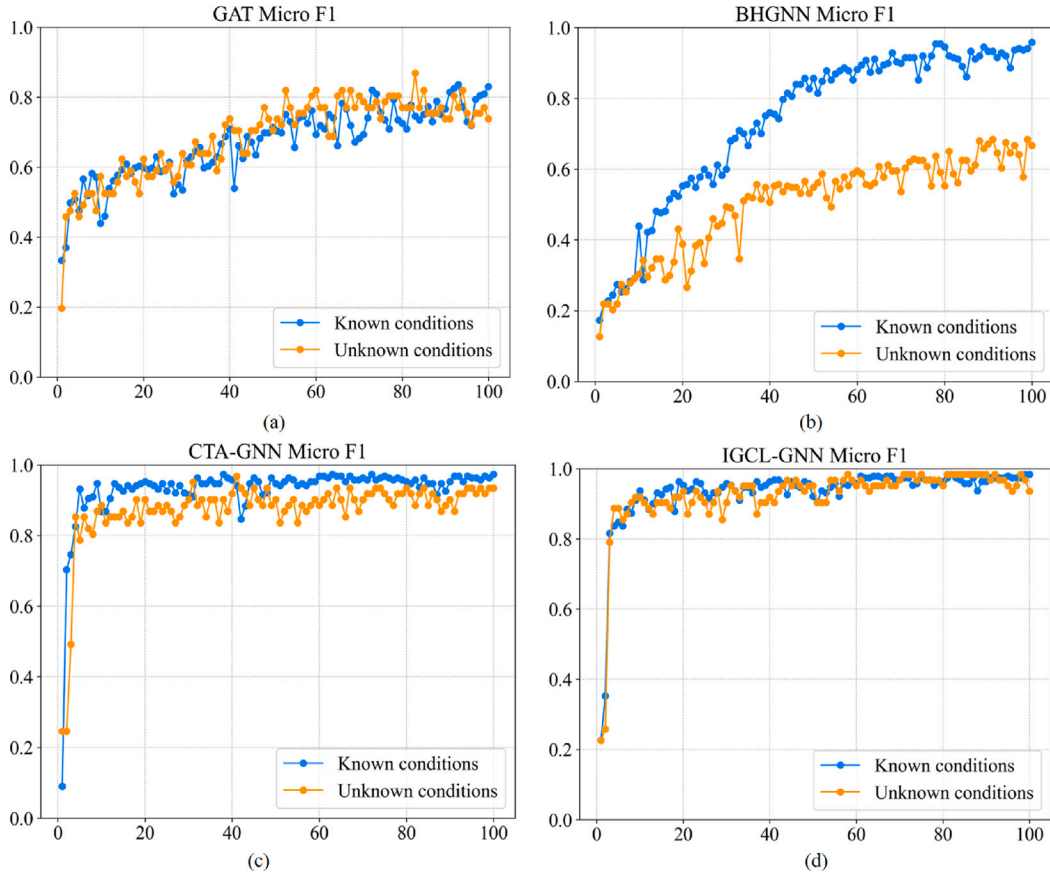 GAT Micro F1
1.0
0.8
0.6
0.4
0.2
0.0
Known conditions
Unknown conditions
0 20 40 60 80 100
(a)
BHGNN Micro F1
1.0
0.8
0.6
0.4
0.2
0.0
Known conditions
Unknown conditions
0 20 40 60 80 100
(b)
CTA-GNN Micro F1
1.0
0.8
0.6
0.4
0.2
0.0
Known conditions
Unknown conditions
0 20 40 60 80 100
(c)
IGCL-GNN Micro F1
1.0
0.8
0.6
0.4
0.2
0.0
Known conditions
Unknown conditions
0 20 40 60 80 100
(d)